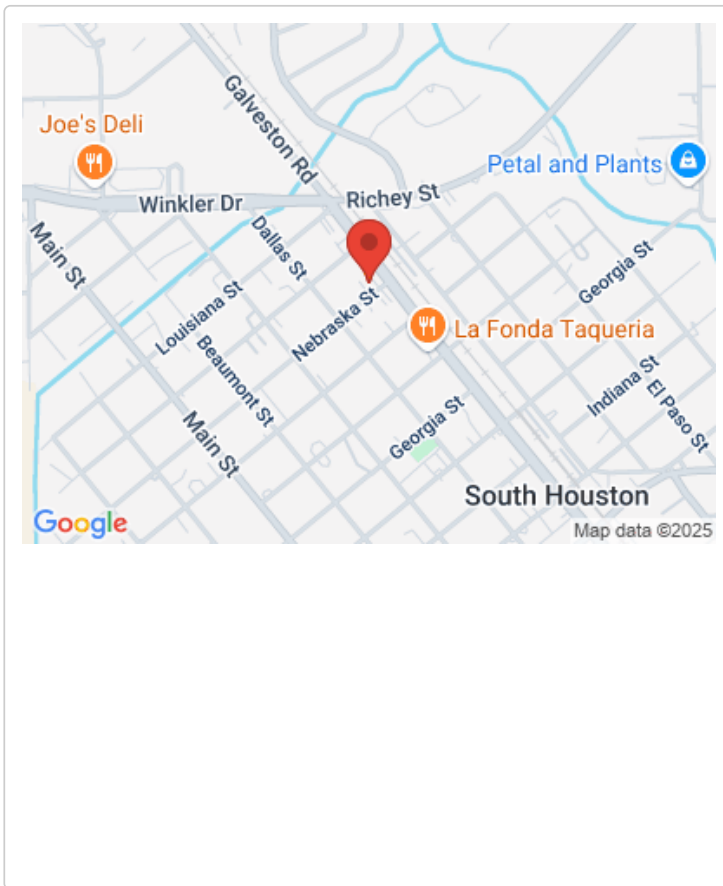 Galveston Rd
Joe's Deli
Petal and Plants
Winkler Dr
Richey St
Main St
Dallas St
Georgia St
Louisiana St
Nebraska St
La Fonda Taqueria
Beaumont St
Indiana St
El Paso St
Georgia St
Main St
South Houston
Google
Map data ©2025